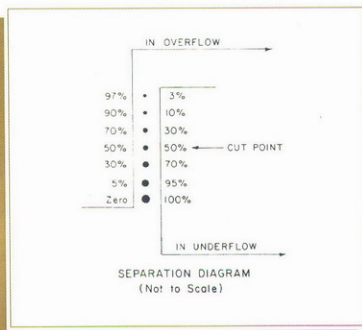 IN OVERFLOW
97% 3%
90% 10%
70% 30%
50% 50% CUT POINT
30% 70%
5% 95%
Zero 100%
IN UNDERFLOW
SEPARATION DIAGRAM
(Not to Scale)